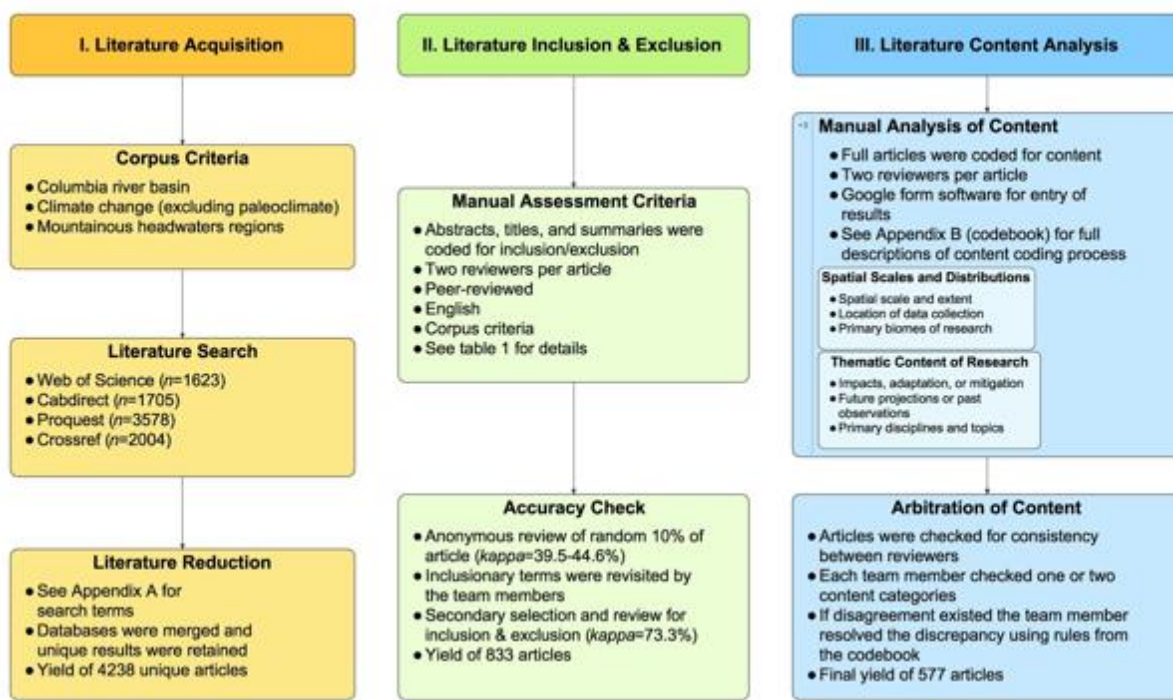 I. Literature Acquisition
Corpus Criteria
● Columbia river basin
● Climate change (excluding paleoclimate)
● Mountainous headwaters regions
Literature Search
● Web of Science (n=1623)
● Cabdirect (n=1705)
● Proquest (n=3578)
● Crossref (n=2004)
Literature Reduction
● See Appendix A for
search terms
● Databases were merged and
unique results were retained
● Yield of 4238 unique articles
II. Literature Inclusion & Exclusion
Manual Assessment Criteria
● Abstracts, titles, and summaries were
coded for inclusion/exclusion
● Two reviewers per article
● Peer-reviewed
● English
● Corpus criteria
● See table 1 for details
Accuracy Check
● Anonymous review of random 10% of
article (kappa=39.5-44.6%)
● Inclusionary terms were revisited by
the team members
● Secondary selection and review for
inclusion & exclusion (kappa=73.3%)
● Yield of 833 articles
III. Literature Content Analysis
Manual Analysis of Content
● Full articles were coded for content
● Two reviewers per article
● Google form software for entry of
results
● See Appendix B (codebook) for full
descriptions of content coding process
Spatial Scales and Distributions
● Spatial scale and extent
● Location of data collection
● Primary biomes of research
Thematic Content of Research
● Impacts, adaptation, or mitigation
● Future projections or past
observations
● Primary disciplines and topics
Arbitration of Content
● Articles were checked for consistency
between reviewers
● Each team member checked one or two
content categories
● If disagreement existed the team member
resolved the discrepancy using rules from
the codebook
● Final yield of 577 articles